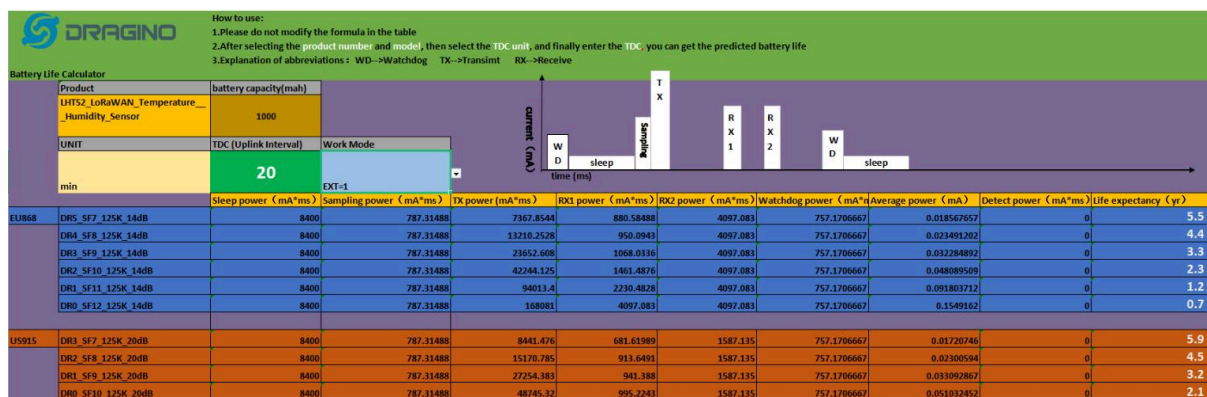 DRAGINO
How to use:
1.Please do not modify the formula in the table
2.After selecting the product number and model, then select the TDC unit, and finally enter the TDC, you can get the predicted battery life
3.Explanation of abbreviations： WD-->Watchdog TX-->Transimt RX-->Receive
Battery Life Calculator
Product battery capacity(mah)
LHT52_LoRaWAN_Temperature__
_Humidity_Sensor 1000
UNIT TDC (Uplink Interval) Work Mode
min 20 EXT=1
current（mA）
WD
sleep
Sampling
TX
RX1
RX2
WD
sleep
time (ms)
Sleep power（mA*ms） Sampling power（mA*ms） TX power(mA*ms) RX1 power（mA*ms） RX2 power（mA*ms） Watchdog power（mA*m Average power（mA） Detect power（mA*ms） Life expectancy（yr）
EU868 DR5_SF7_125K_14dB 8400 787.31488 7367.8544 880.58488 4097.083 757.1706667 0.018567657 0 5.5
DR4_SF8_125K_14dB 8400 787.31488 13210.2528 950.0943 4097.083 757.1706667 0.023491202 0 4.4
DR3_SF9_125K_14dB 8400 787.31488 23652.608 1068.0336 4097.083 757.1706667 0.032284892 0 3.3
DR2_SF10_125K_14dB 8400 787.31488 42244.125 1461.4876 4097.083 757.1706667 0.048089509 0 2.3
DR1_SF11_125K_14dB 8400 787.31488 94013.4 2230.4828 4097.083 757.1706667 0.091803712 0 1.2
DR0_SF12_125K_14dB 8400 787.31488 168081 4097.083 4097.083 757.1706667 0.1549162 0 0.7
US915 DR3_SF7_125K_20dB 8400 787.31488 8441.476 681.61989 1587.135 757.1706667 0.01720746 0 5.9
DR2_SF8_125K_20dB 8400 787.31488 15170.785 913.6491 1587.135 757.1706667 0.02300594 0 4.5
DR1_SF9_125K_20dB 8400 787.31488 27254.383 941.388 1587.135 757.1706667 0.033092867 0 3.2
DR0_SF10_125K_20dB 8400 787.31488 48745.32 995.2243 1587.135 757.1706667 0.051032452 0 2.1